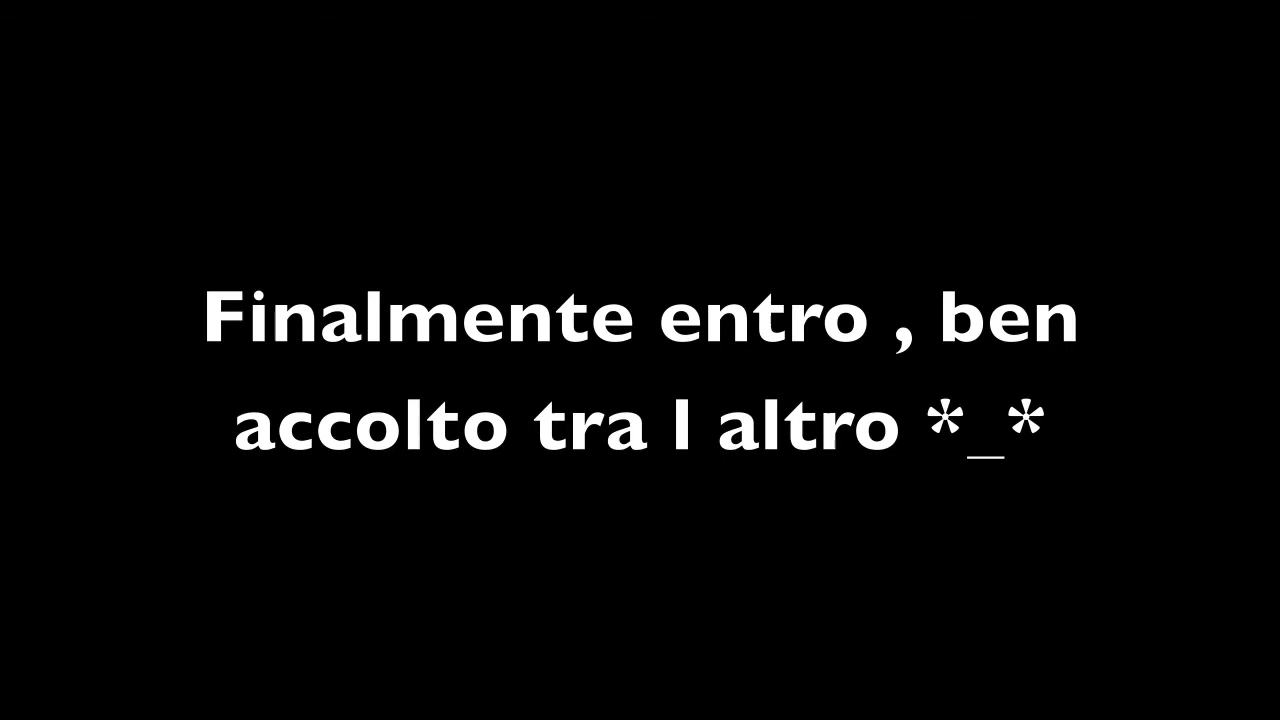 Finalmente entro , ben
accolto tra l altro *_*